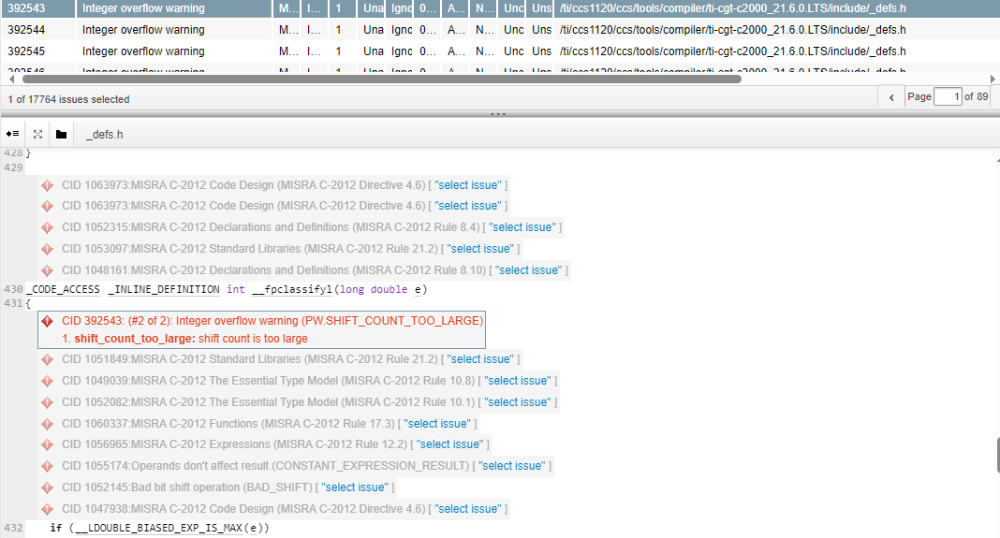 392543 Integer overflow warning M... I... 1 Una Igno 0... A... N... Unc Uns /ti/ccs1120/ccs/tools/compiler/ti-cgt-c2000_21.6.0.LTS/include/_defs.h
392544 Integer overflow warning M... I... 1 Una Igno 0... A... N... Unc Uns /ti/ccs1120/ccs/tools/compiler/ti-cgt-c2000_21.6.0.LTS/include/_defs.h
392545 Integer overflow warning M... I... 1 Una Igno 0... A... N... Unc Uns /ti/ccs1120/ccs/tools/compiler/ti-cgt-c2000_21.6.0.LTS/include/_defs.h
392546 Integer overflow warning M... I... 1 Una Igno 0... A... N... Unc Uns /ti/ccs1120/ccs/tools/compiler/ti-cgt-c2000_21.6.0.LTS/include/_defs.h
1 of 17764 issues selected Page 1 of 89
_defs.h
428 }
429
CID 1063973:MISRA C-2012 Code Design (MISRA C-2012 Directive 4.6) [ "select issue" ]
CID 1063973:MISRA C-2012 Code Design (MISRA C-2012 Directive 4.6) [ "select issue" ]
CID 1052315:MISRA C-2012 Declarations and Definitions (MISRA C-2012 Rule 8.4) [ "select issue" ]
CID 1053097:MISRA C-2012 Standard Libraries (MISRA C-2012 Rule 21.2) [ "select issue" ]
CID 1048161:MISRA C-2012 Declarations and Definitions (MISRA C-2012 Rule 8.10) [ "select issue" ]
430 _CODE_ACCESS _INLINE_DEFINITION int __fpclassifyl(long double e)
431 {
CID 392543: (#2 of 2): Integer overflow warning (PW.SHIFT_COUNT_TOO_LARGE)
1. shift_count_too_large: shift count is too large
CID 1051849:MISRA C-2012 Standard Libraries (MISRA C-2012 Rule 21.2) [ "select issue" ]
CID 1049039:MISRA C-2012 The Essential Type Model (MISRA C-2012 Rule 10.8) [ "select issue" ]
CID 1052082:MISRA C-2012 The Essential Type Model (MISRA C-2012 Rule 10.1) [ "select issue" ]
CID 1060337:MISRA C-2012 Functions (MISRA C-2012 Rule 17.3) [ "select issue" ]
CID 1056965:MISRA C-2012 Expressions (MISRA C-2012 Rule 12.2) [ "select issue" ]
CID 1055174:Operands don't affect result (CONSTANT_EXPRESSION_RESULT) [ "select issue" ]
CID 1052145:Bad bit shift operation (BAD_SHIFT) [ "select issue" ]
CID 1047938:MISRA C-2012 Code Design (MISRA C-2012 Directive 4.6) [ "select issue" ]
432 if (__LDOUBLE_BIASED_EXP_IS_MAX(e))